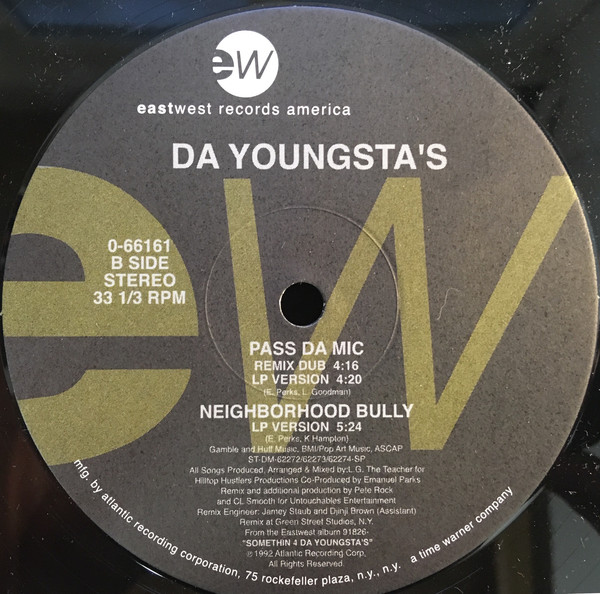 ew
eastwest records america
DA YOUNGSTA'S
ew
0-66161
B SIDE
STEREO
33 1/3 RPM
PASS DA MIC
REMIX DUB 4:16
LP VERSION 4:20
(E. Perks, L. Goodman)
NEIGHBORHOOD BULLY
LP VERSION 5:24
(E. Perks, K Hampton)
Gamble and Huff Music, BMI/Pop Art Music, ASCAP
ST-DM-62272/62273/62274-SP
All Songs Produced, Arranged & Mixed by:L.G. The Teacher for
Hilltop Hustlers Productions Co-Produced by Emanuel Parks
Remix and additional production by Pete Rock
and CL Smooth for Untouchables Entertainment
Remix Engineer: Jamey Staub and Djinji Brown (Assistant)
Remix at Green Street Studios, N.Y.
From the Eastwest album 91826-
"SOMETHIN 4 DA YOUNGSTA'S"
℗ 1992 Atlantic Recording Corp.
All Rights Reserved.
mfg. by atlantic recording corporation, 75 rockefeller plaza, n.y., n.y. a time warner company